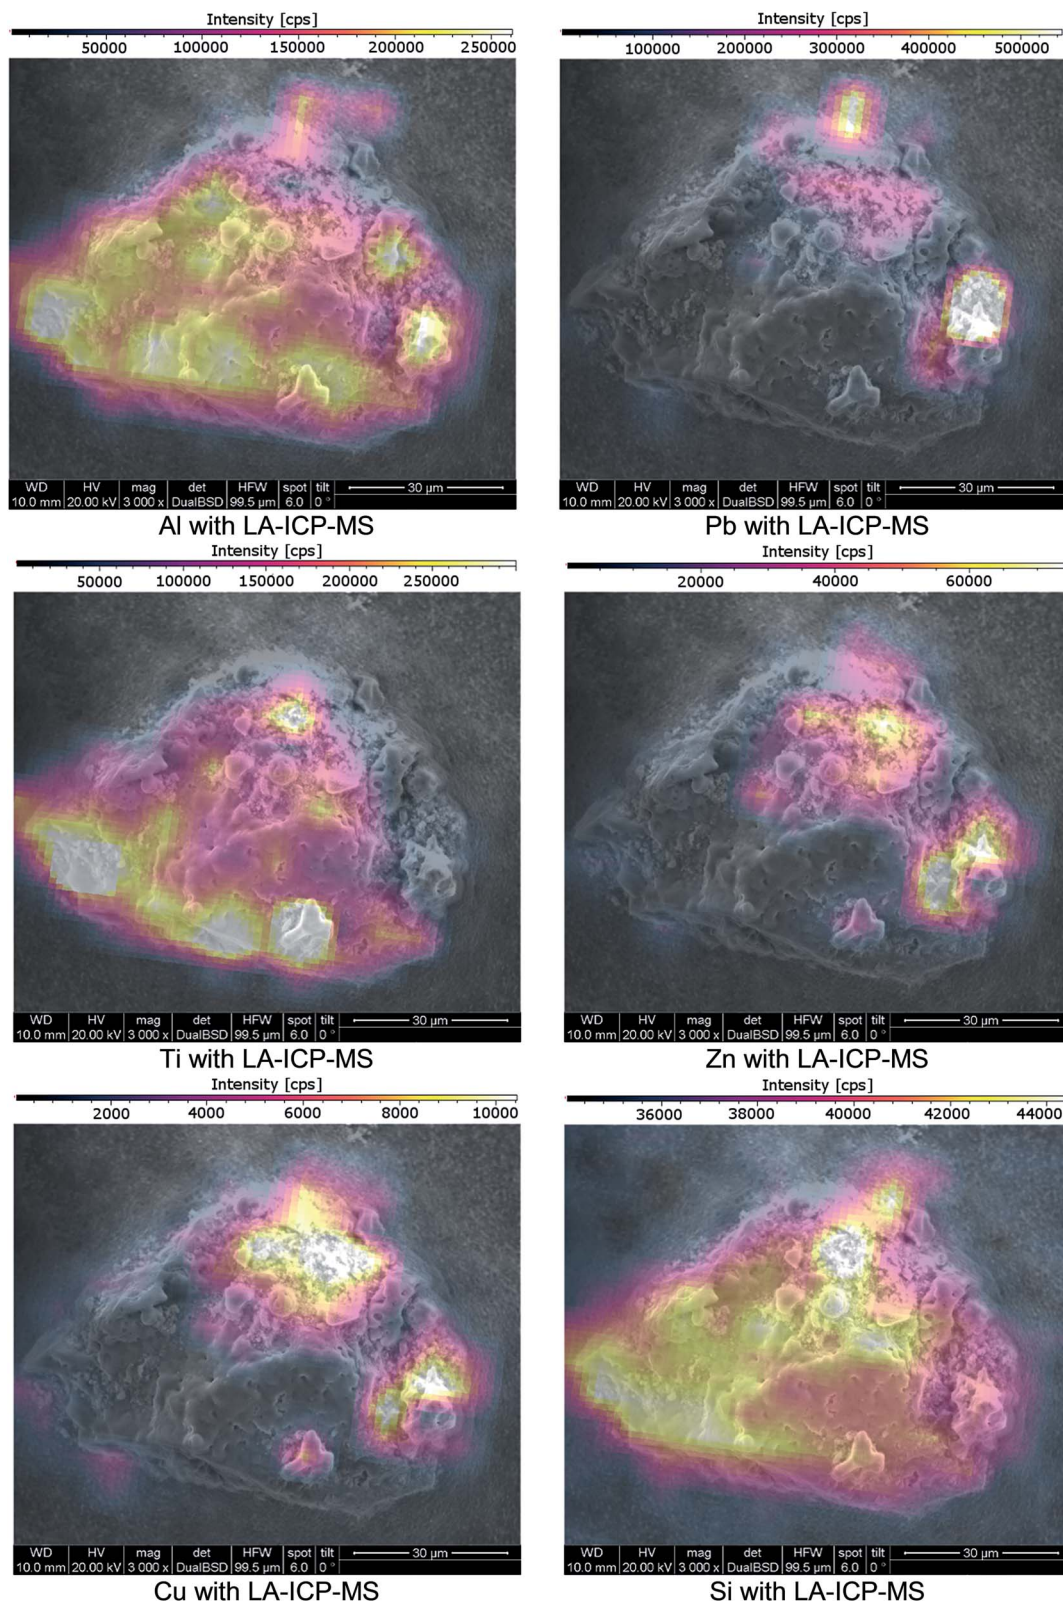 Intensity [cps]
50000 100000 150000 200000 250000
WD HV mag det HFW spot tilt 30 µm
10.0 mm 20.00 kV 3 000 x DualBSD 99.5 µm 6.0 0 °
Al with LA-ICP-MS
Intensity [cps]
100000 200000 300000 400000 500000
WD HV mag det HFW spot tilt 30 µm
10.0 mm 20.00 kV 3 000 x DualBSD 99.5 µm 6.0 0 °
Pb with LA-ICP-MS
Intensity [cps]
50000 100000 150000 200000 250000
WD HV mag det HFW spot tilt 30 µm
10.0 mm 20.00 kV 3 000 x DualBSD 99.5 µm 6.0 0 °
Ti with LA-ICP-MS
Intensity [cps]
20000 40000 60000
WD HV mag det HFW spot tilt 30 µm
10.0 mm 20.00 kV 3 000 x DualBSD 99.5 µm 6.0 0 °
Zn with LA-ICP-MS
Intensity [cps]
2000 4000 6000 8000 10000
WD HV mag det HFW spot tilt 30 µm
10.0 mm 20.00 kV 3 000 x DualBSD 99.5 µm 6.0 0 °
Cu with LA-ICP-MS
Intensity [cps]
36000 38000 40000 42000 44000
WD HV mag det HFW spot tilt 30 µm
10.0 mm 20.00 kV 3 000 x DualBSD 99.5 µm 6.0 0 °
Si with LA-ICP-MS